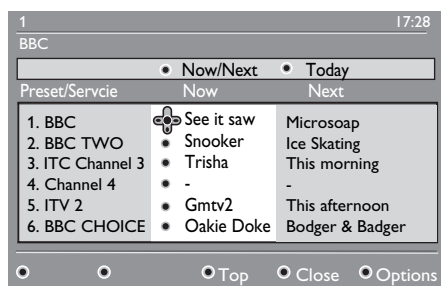 1 17:28
BBC
Now/Next Today
Preset/Servcie Now Next
1. BBC See it saw Microsoap
2. BBC TWO Snooker Ice Skating
3. ITC Channel 3 Trisha This morning
4. Channel 4 - -
5. ITV 2 Gmtv2 This afternoon
6. BBC CHOICE Oakie Doke Bodger & Badger
Top Close Options